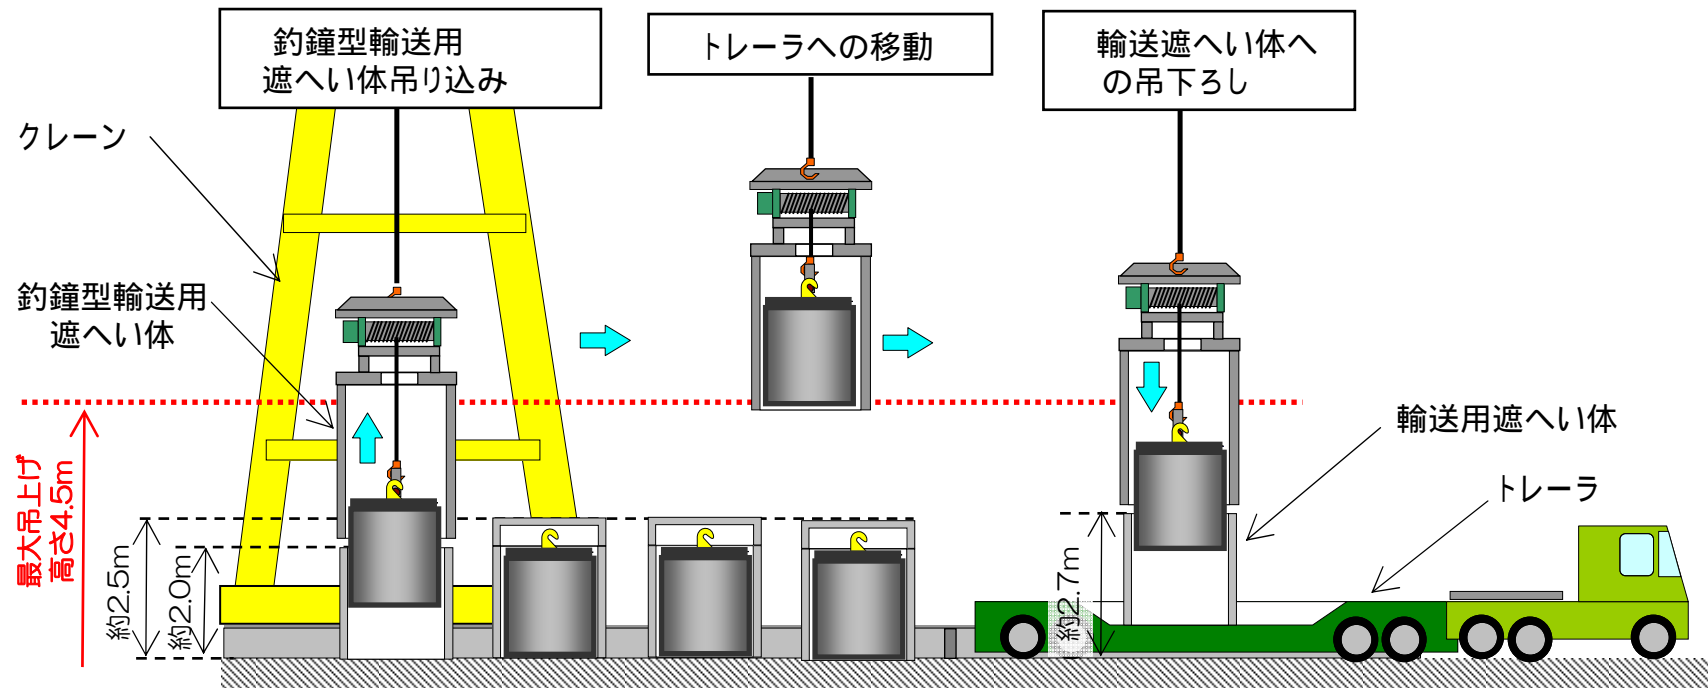 釣鐘型輸送用
遮へい体吊り込み
トレーラへの移動
輸送遮へい体へ
の吊下ろし
クレーン
釣鐘型輸送用
遮へい体
輸送用遮へい体
トレーラ
最大吊上げ
高さ4.5m
約2.5m
約2.0m
約2.7m